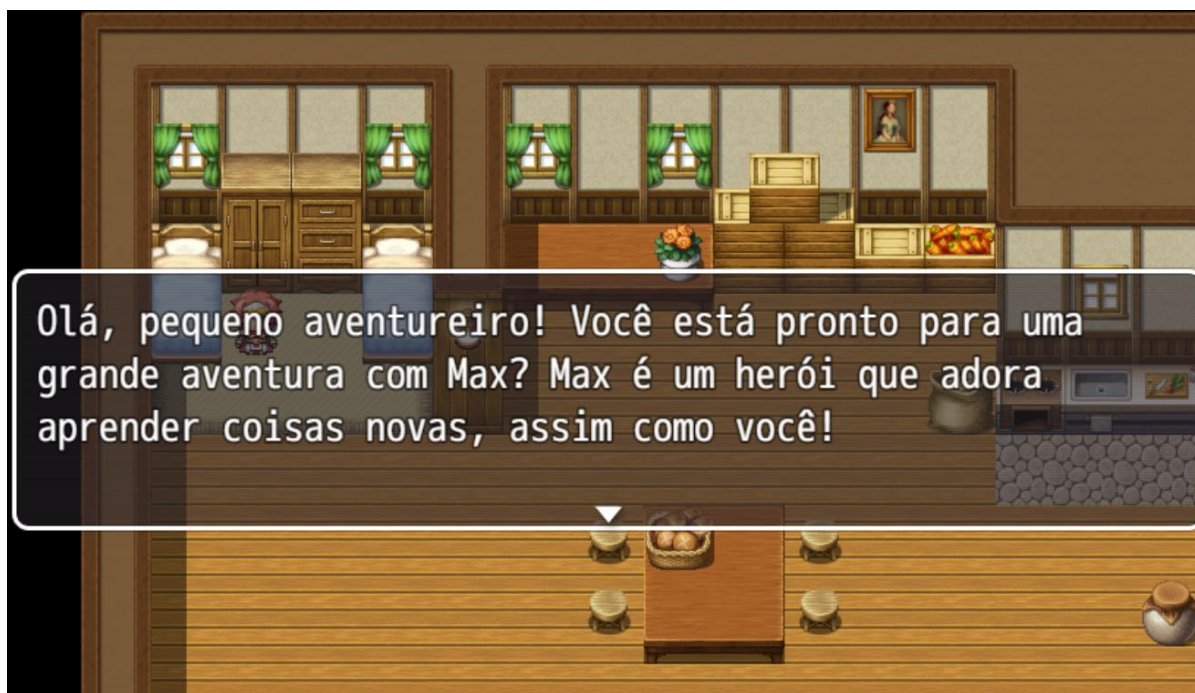 Olá, pequeno aventureiro! Você está pronto para uma
grande aventura com Max? Max é um herói que adora
aprender coisas novas, assim como você!